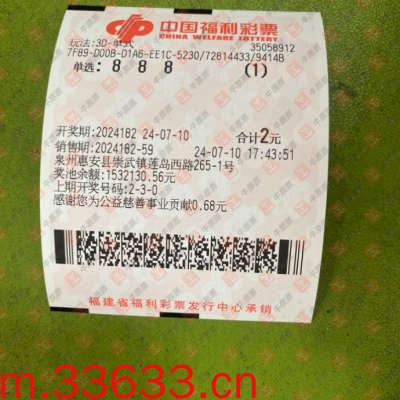 中国福利彩票
CHINA WELFARE LOTTERY
玩法:3D-单式
35058912
7F89-D00B-D1A6-EE1C-5230/72814433/9414B
单选: 8 8 8 (1)
开奖期:2024182 24-07-10 合计2元
销售期:2024182-59 24-07-10 17:43:51
泉州惠安县崇武镇莲岛西路265-1号
奖池余额:1532130.56元
上期开奖号码:2-3-0
感谢您为公益慈善事业贡献0.68元
福建省福利彩票发行中心承销
m.33633.cn